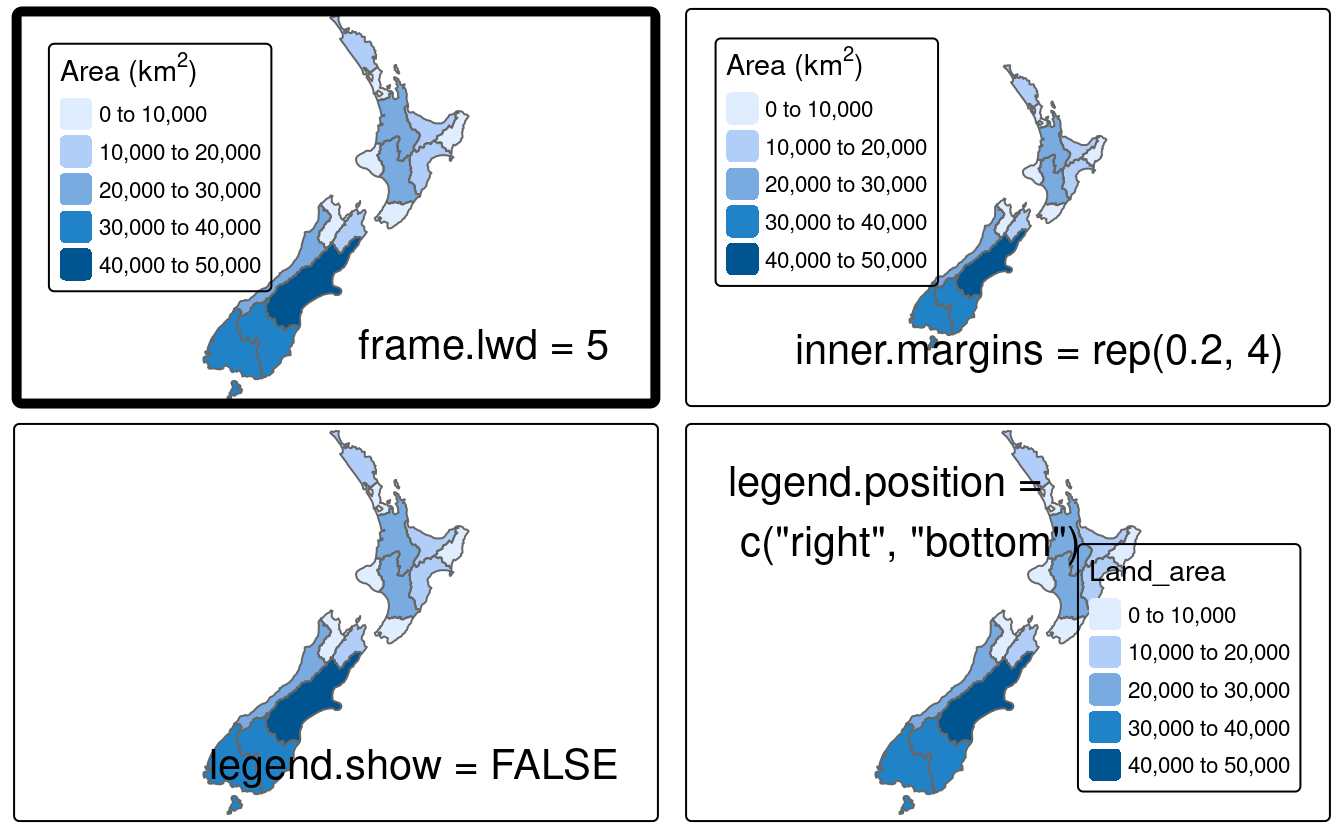 Area (km²)
0 to 10,000
10,000 to 20,000
20,000 to 30,000
30,000 to 40,000
40,000 to 50,000
frame.lwd = 5
Area (km²)
0 to 10,000
10,000 to 20,000
20,000 to 30,000
30,000 to 40,000
40,000 to 50,000
inner.margins = rep(0.2, 4)
legend.show = FALSE
legend.position =
c("right", "bottom")
Land_area
0 to 10,000
10,000 to 20,000
20,000 to 30,000
30,000 to 40,000
40,000 to 50,000